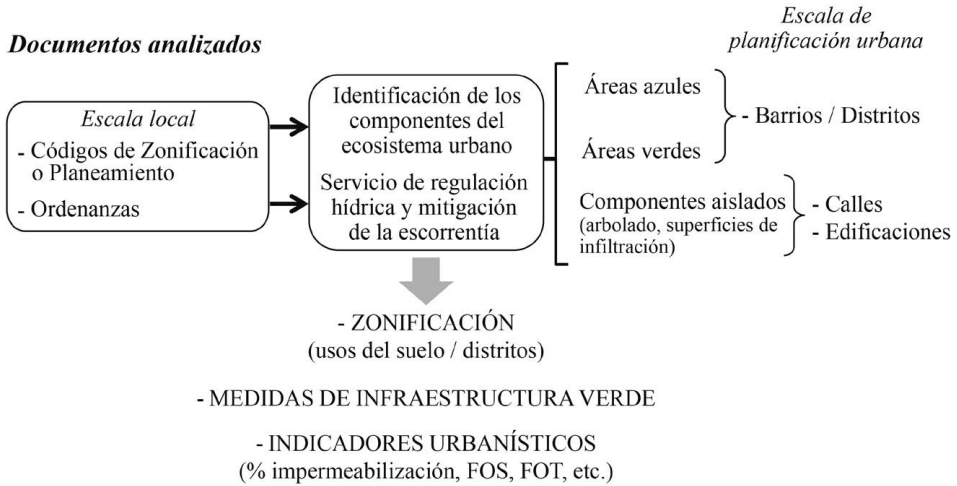 Documentos analizados
Escala local
- Códigos de Zonificación
o Planeamiento
- Ordenanzas
Identificación de los
componentes del
ecosistema urbano
Servicio de regulación
hídrica y mitigación
de la escorrentía
Escala de
planificación urbana
Áreas azules
Áreas verdes
- Barrios / Distritos
Componentes aislados
(arbolado, superficies de
infiltración)
- Calles
- Edificaciones
- ZONIFICACIÓN
(usos del suelo / distritos)
- MEDIDAS DE INFRAESTRUCTURA VERDE
- INDICADORES URBANÍSTICOS
(% impermeabilización, FOS, FOT, etc.)